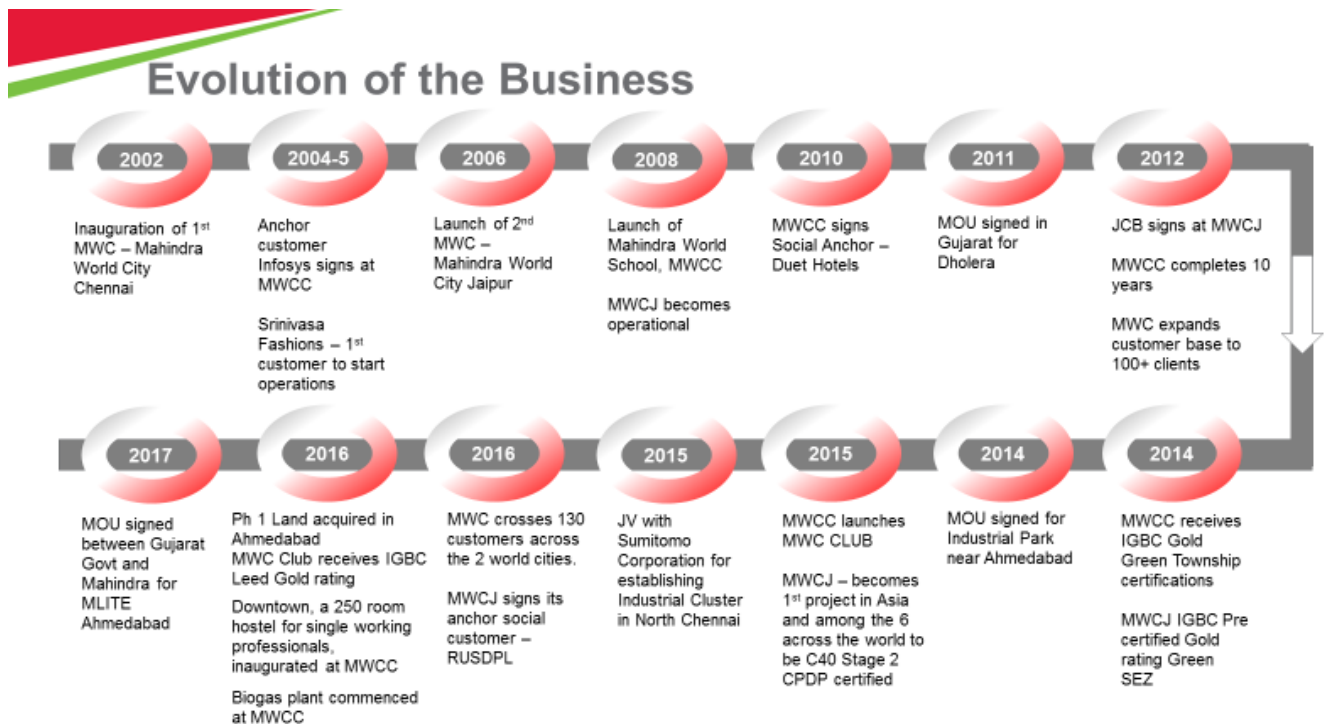 Evolution of the Business
2002
Inauguration of 1st
MWC – Mahindra
World City
Chennai
2004-5
Anchor
customer
Infosys signs at
MWCC
Srinivasa
Fashions – 1st
customer to start
operations
2006
Launch of 2nd
MWC –
Mahindra World
City Jaipur
2008
Launch of
Mahindra World
School, MWCC
MWCJ becomes
operational
2010
MWCC signs
Social Anchor –
Duet Hotels
2011
MOU signed in
Gujarat for
Dholera
2012
JCB signs at MWCJ
MWCC completes 10
years
MWC expands
customer base to
100+ clients
2017
MOU signed
between Gujarat
Govt and
Mahindra for
MLITE
Ahmedabad
2016
Ph 1 Land acquired in
Ahmedabad
MWC Club receives IGBC
Leed Gold rating
Downtown, a 250 room
hostel for single working
professionals,
inaugurated at MWCC
Biogas plant commenced
at MWCC
2016
MWC crosses 130
customers across
the 2 world cities.
MWCJ signs its
anchor social
customer –
RUSDPL
2015
JV with
Sumitomo
Corporation for
establishing
Industrial Cluster
in North Chennai
2015
MWCC launches
MWC CLUB
MWCJ – becomes
1st project in Asia
and among the 6
across the world to
be C40 Stage 2
CPDP certified
2014
MOU signed for
Industrial Park
near Ahmedabad
2014
MWCC receives
IGBC Gold
Green Township
certifications
MWCJ IGBC Pre
certified Gold
rating Green
SEZ